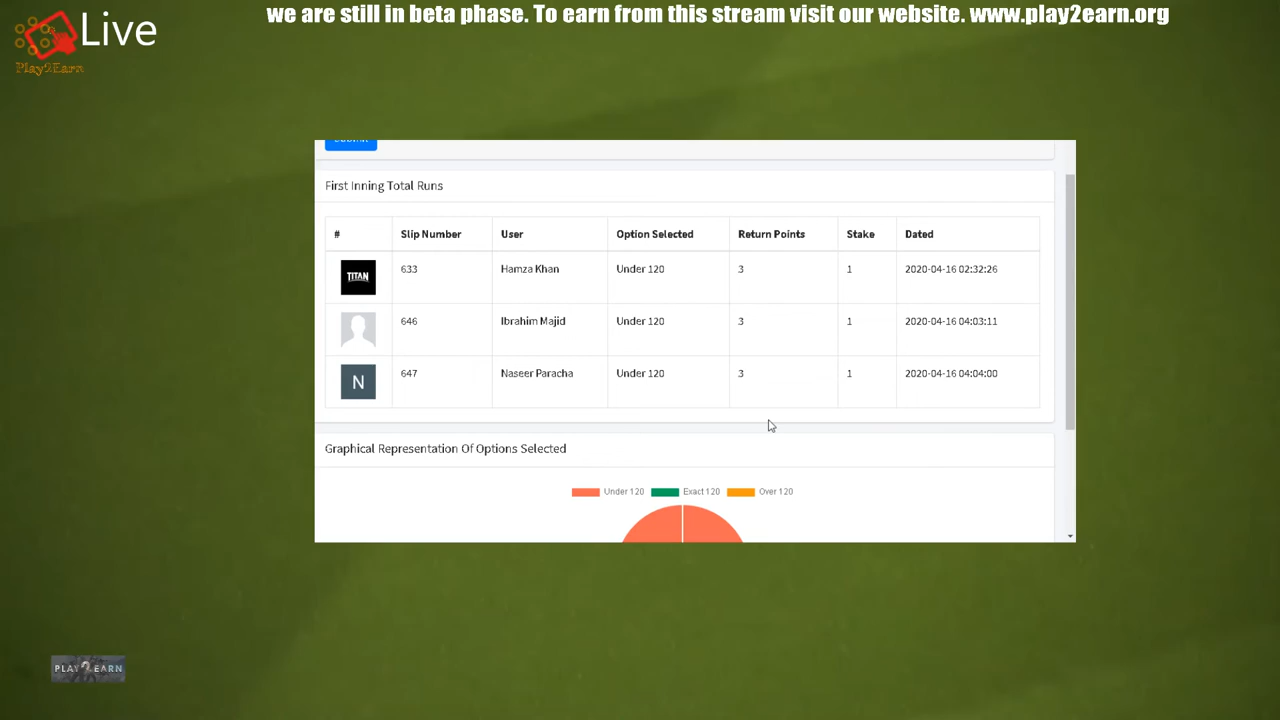 we are still in beta phase. To earn from this stream visit our website. www.play2earn.org
Live
Play2Earn
First Inning Total Runs
# Slip Number User Option Selected Return Points Stake Dated
TITAN 633 Hamza Khan Under 120 3 1 2020-04-16 02:32:26
646 Ibrahim Majid Under 120 3 1 2020-04-16 04:03:11
N 647 Naseer Paracha Under 120 3 1 2020-04-16 04:04:00
Graphical Representation Of Options Selected
Under 120 Exact 120 Over 120
PLAY2EARN